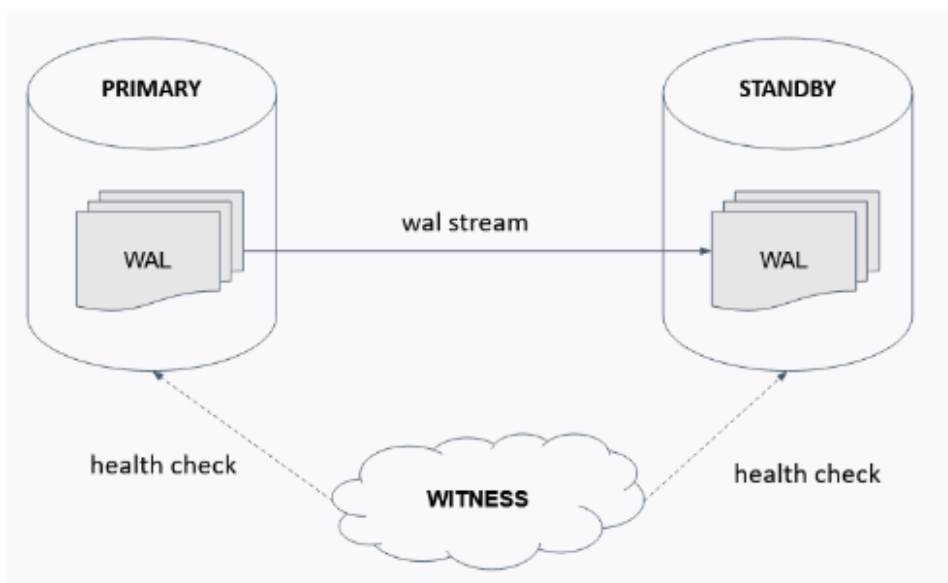 PRIMARY
STANDBY
wal stream
WAL
WAL
health check
WITNESS
health check